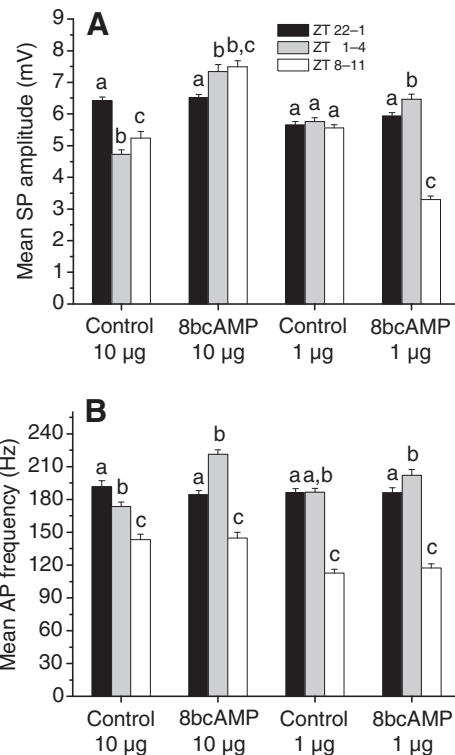 A
ZT 22–1
ZT 1–4
ZT 8–11
Mean SP amplitude (mV)
9
8
7
6
5
4
3
2
1
0
a b c
a b b,c
a a a
a b c
Control 8bcAMP Control 8bcAMP
10 µg 10 µg 1 µg 1 µg
B
Mean AP frequency (Hz)
240
210
180
150
120
90
60
30
0
a b c
a b c
a a,b c
a b c
Control 8bcAMP Control 8bcAMP
10 µg 10 µg 1 µg 1 µg